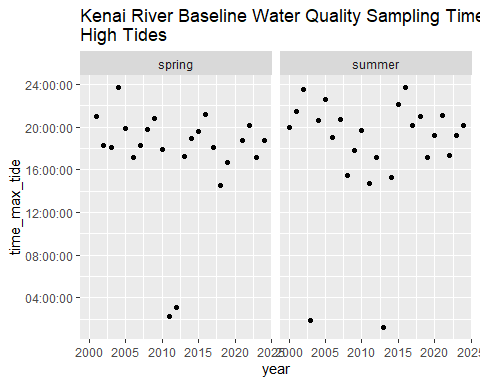 Kenai River Baseline Water Quality Sampling Time
High Tides
spring
summer
24:00:00
20:00:00
16:00:00
12:00:00
08:00:00
04:00:00
time_max_tide
2000 2005 2010 2015 2020 2025
2000 2005 2010 2015 2020 2025
year